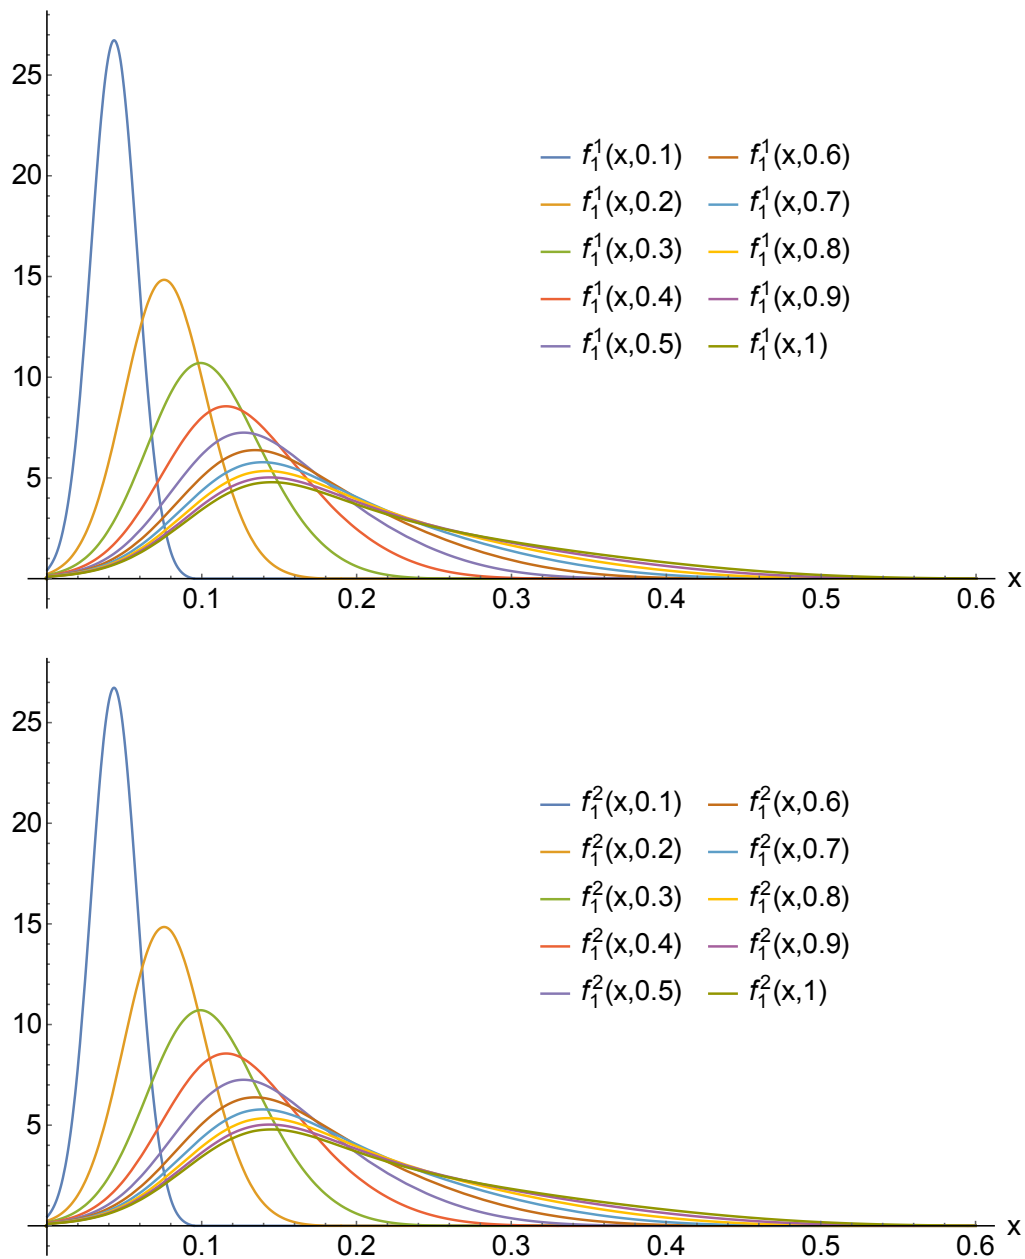 25
20
15
10
5
f₁¹(x,0.1) f₁¹(x,0.6)
f₁¹(x,0.2) f₁¹(x,0.7)
f₁¹(x,0.3) f₁¹(x,0.8)
f₁¹(x,0.4) f₁¹(x,0.9)
f₁¹(x,0.5) f₁¹(x,1)
0.1 0.2 0.3 0.4 0.5 0.6 x
25
20
15
10
5
f₁²(x,0.1) f₁²(x,0.6)
f₁²(x,0.2) f₁²(x,0.7)
f₁²(x,0.3) f₁²(x,0.8)
f₁²(x,0.4) f₁²(x,0.9)
f₁²(x,0.5) f₁²(x,1)
0.1 0.2 0.3 0.4 0.5 0.6 x